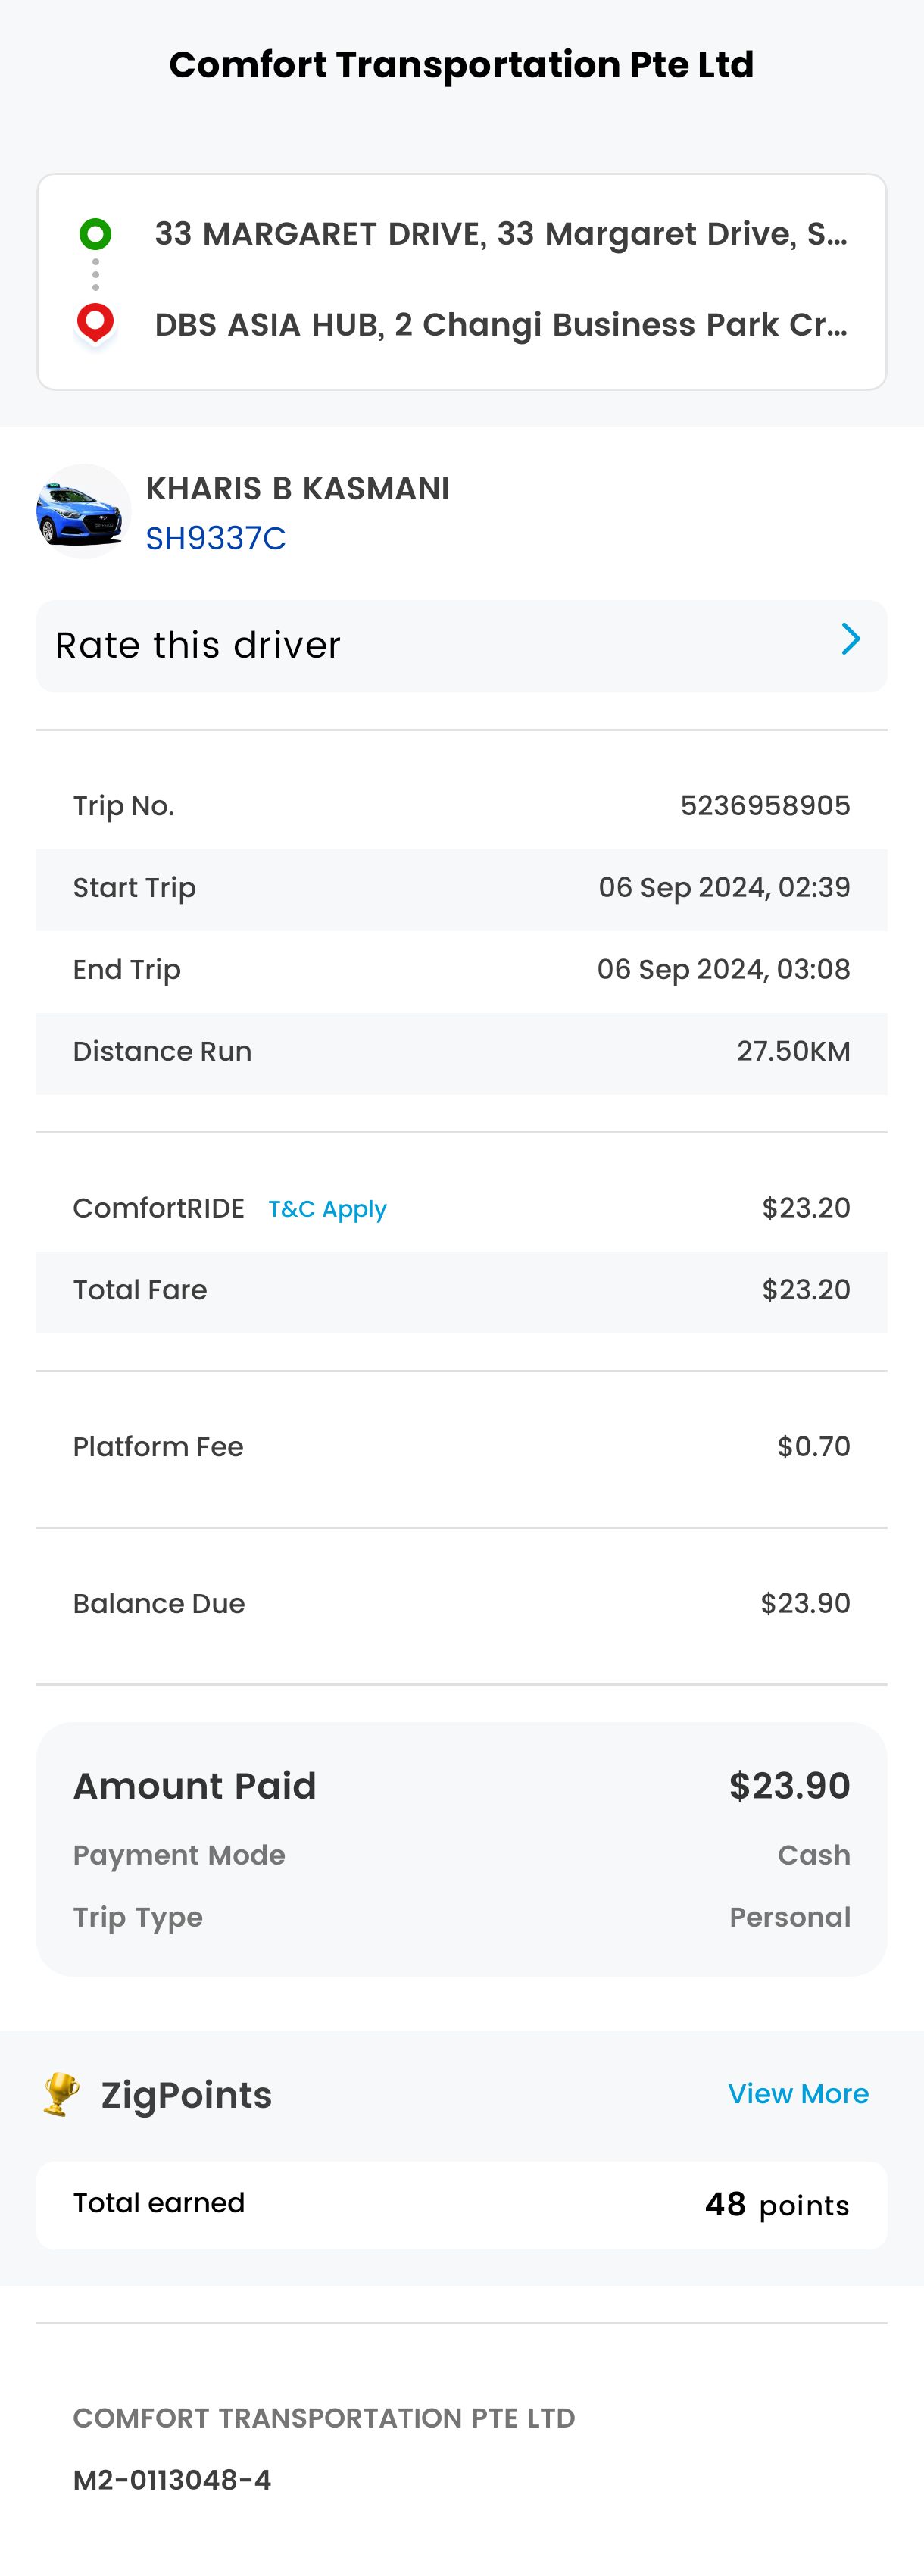 Comfort Transportation Pte Ltd
33 MARGARET DRIVE, 33 Margaret Drive, S...
DBS ASIA HUB, 2 Changi Business Park Cr...
KHARIS B KASMANI
SH9337C
Rate this driver
Trip No. 5236958905
Start Trip 06 Sep 2024, 02:39
End Trip 06 Sep 2024, 03:08
Distance Run 27.50KM
ComfortRIDE T&C Apply $23.20
Total Fare $23.20
Platform Fee $0.70
Balance Due $23.90
Amount Paid $23.90
Payment Mode Cash
Trip Type Personal
ZigPoints View More
Total earned 48 points
COMFORT TRANSPORTATION PTE LTD
M2-0113048-4